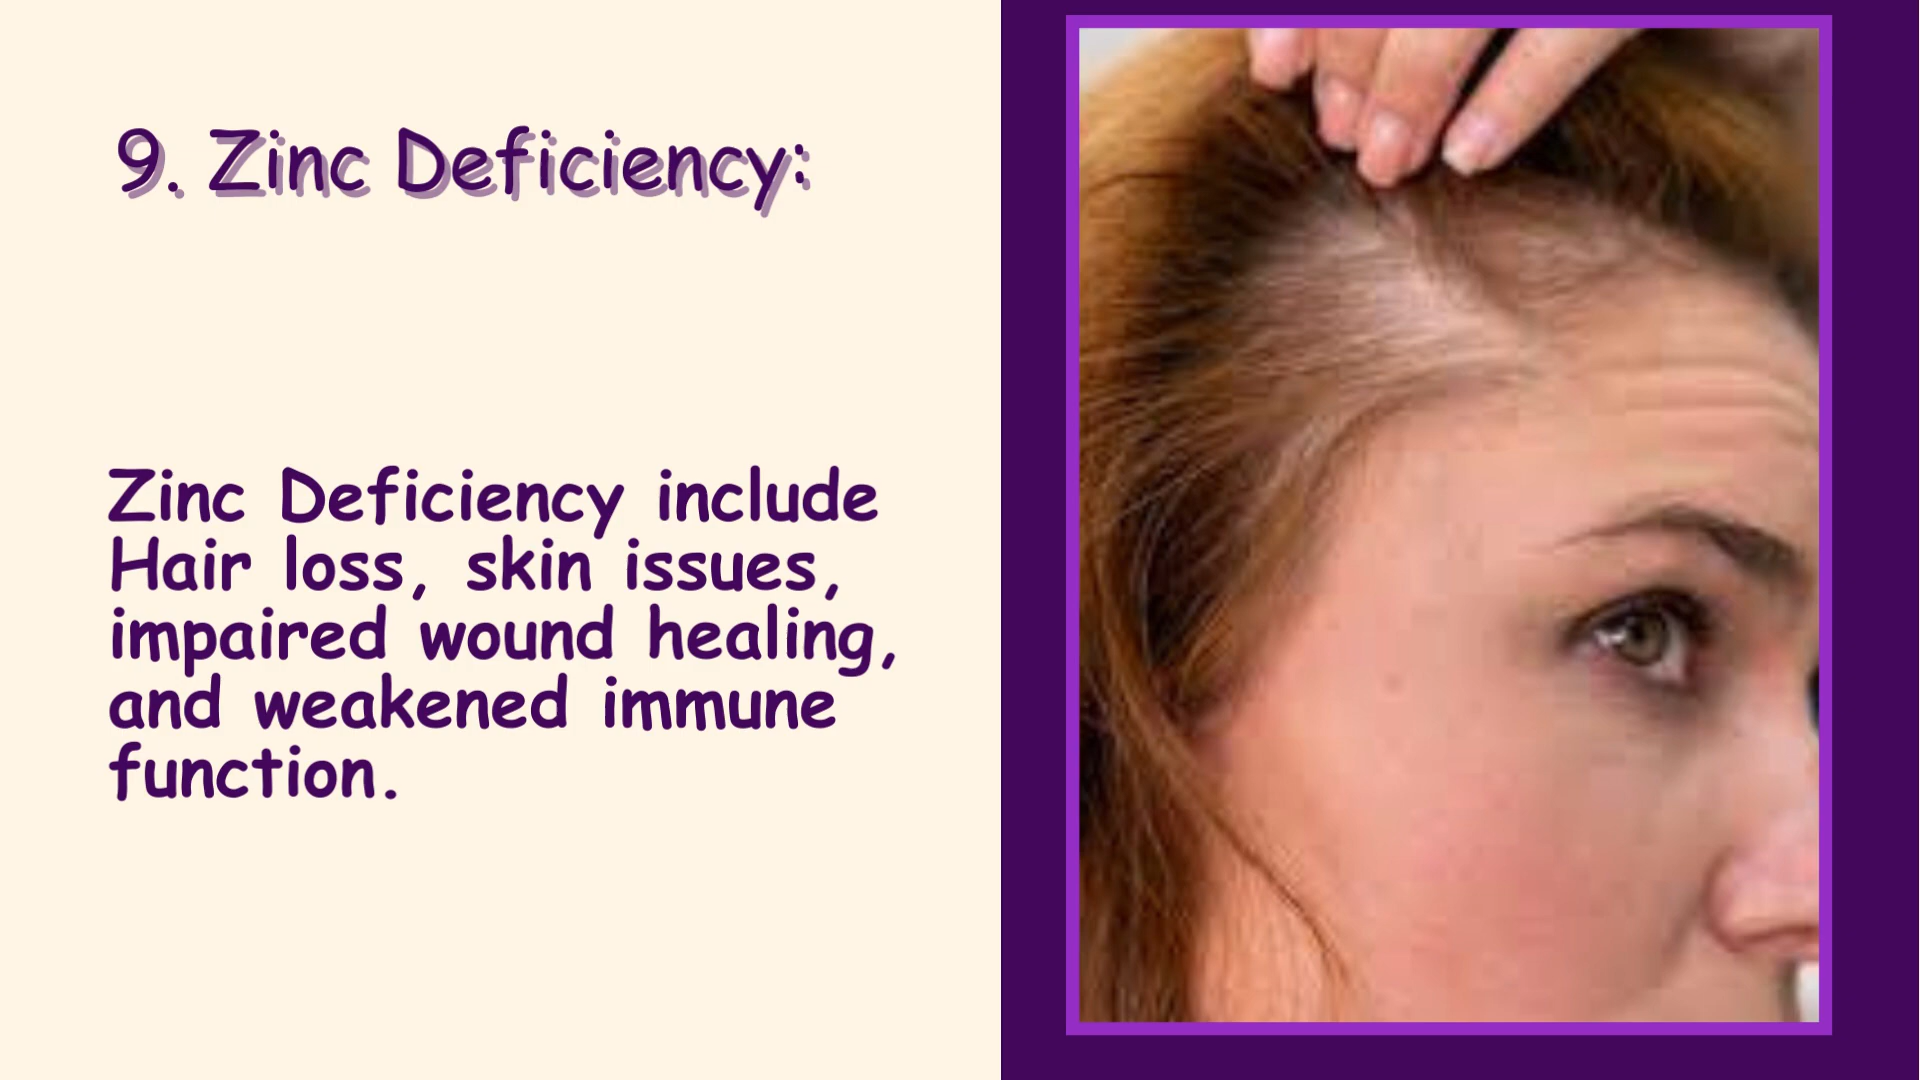 9. Zinc Deficiency:
Zinc Deficiency include
Hair loss, skin issues,
impaired wound healing,
and weakened immune
function.